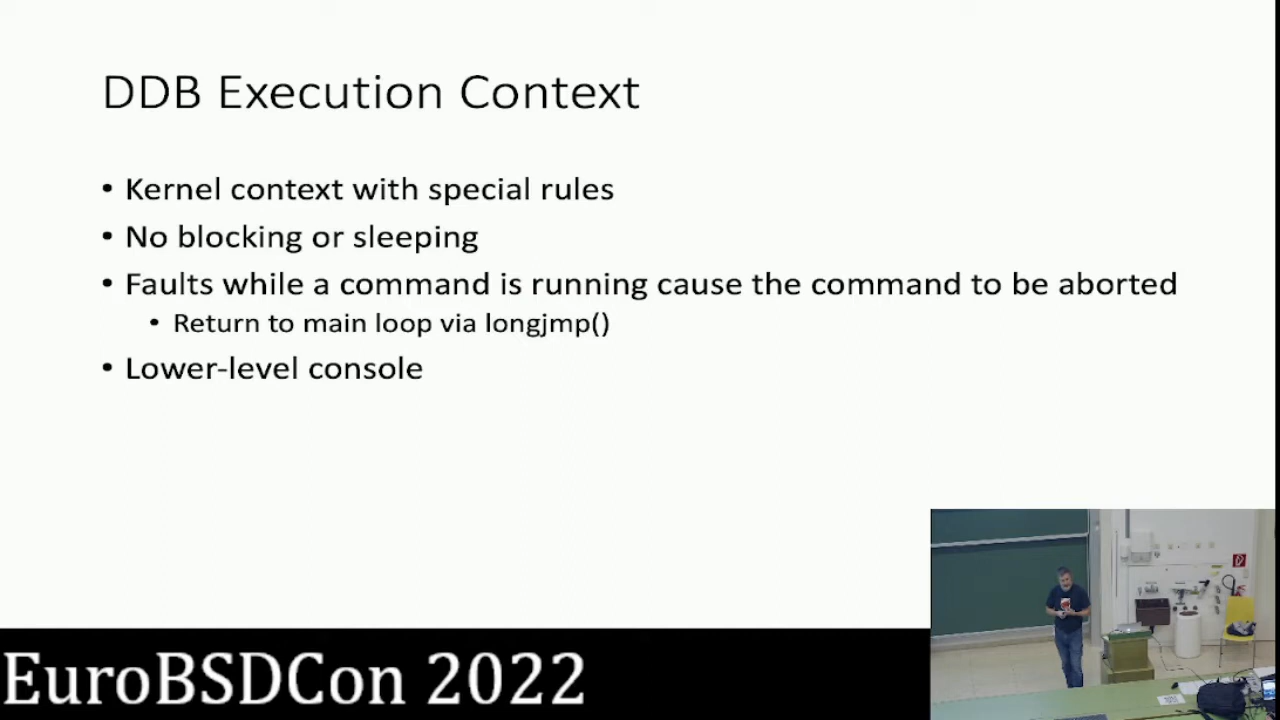 DDB Execution Context
• Kernel context with special rules
• No blocking or sleeping
• Faults while a command is running cause the command to be aborted
• Return to main loop via longjmp()
• Lower-level console
EuroBSDCon 2022